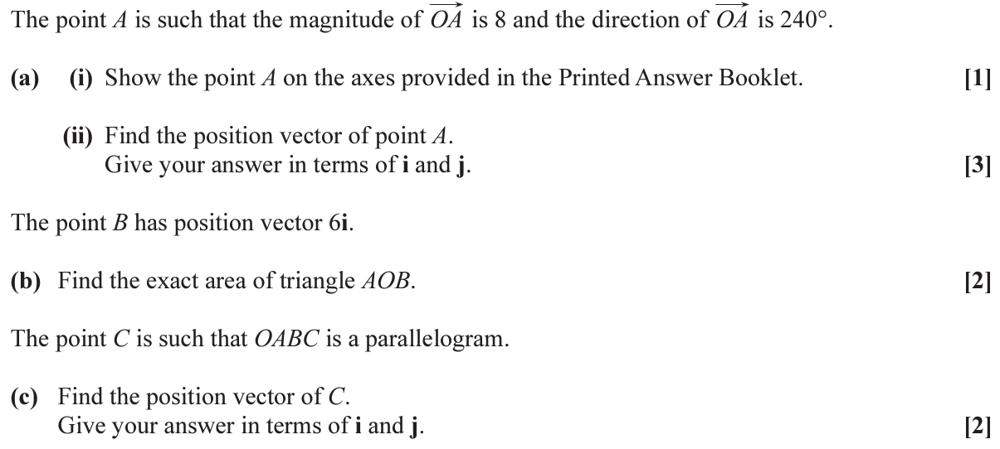 The point A is such that the magnitude of $\overrightarrow{OA}$ is 8 and the direction of $\overrightarrow{OA}$ is 240°.
(a) (i) Show the point A on the axes provided in the Printed Answer Booklet. [1]
(ii) Find the position vector of point A.
Give your answer in terms of i and j. [3]
The point B has position vector 6i.
(b) Find the exact area of triangle AOB. [2]
The point C is such that OABC is a parallelogram.
(c) Find the position vector of C.
Give your answer in terms of i and j. [2]